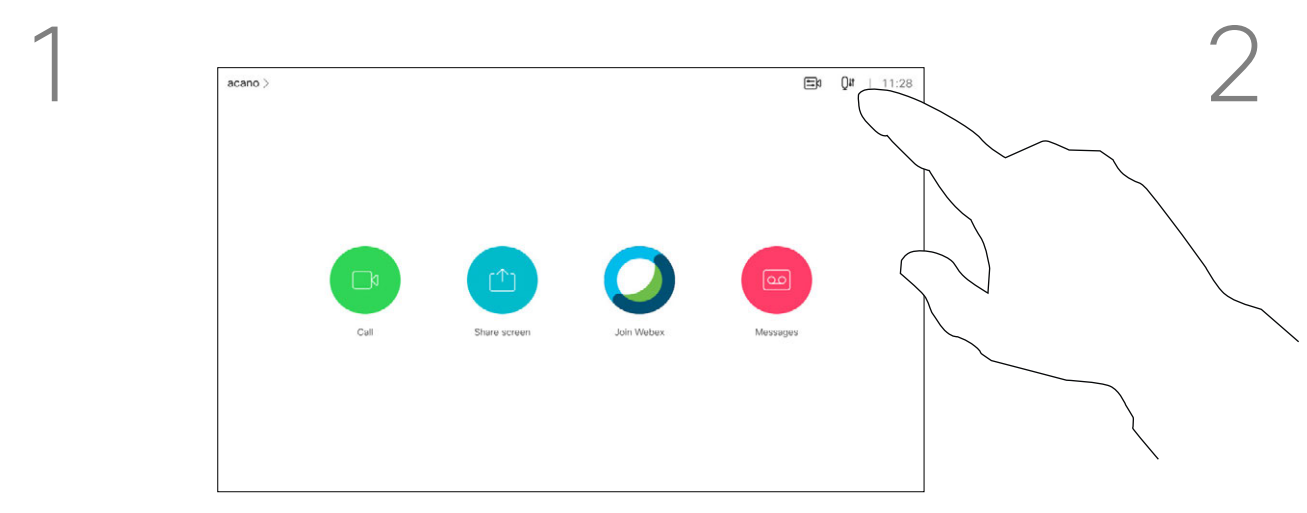 1
2
acano >
11:28
Call
Share screen
Join Webex
Messages